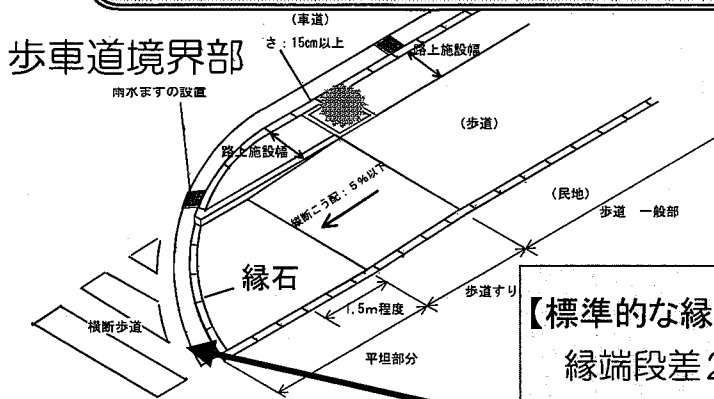 (車道)
さ：15cm以上
歩車道境界部
路上施設幅
雨水ますの設置
(歩道)
路上施設幅
縦断こう配：5％以下
(民地)
歩道 一般部
縁石
歩道すり
1.5m程度
【標準的な縁
横断歩道
平坦部分
縁端段差2